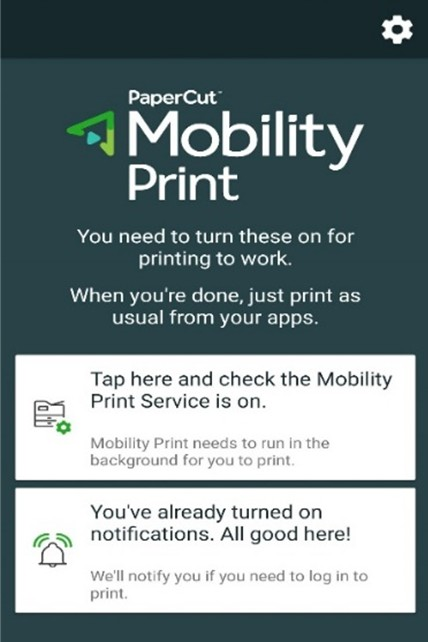 PaperCut™
Mobility
Print
You need to turn these on for
printing to work.
When you're done, just print as
usual from your apps.
Tap here and check the Mobility
Print Service is on.
Mobility Print needs to run in the
background for you to print.
You've already turned on
notifications. All good here!
We'll notify you if you need to log in to
print.